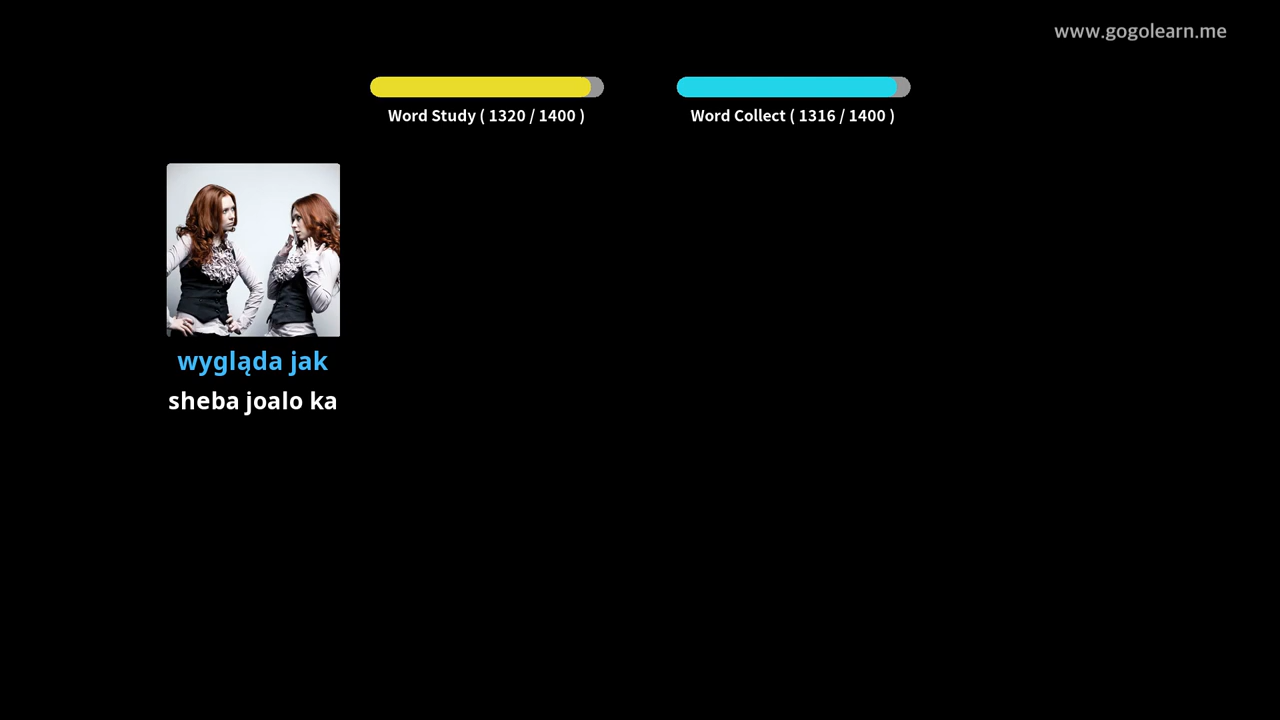 www.gogolearn.me
Word Study ( 1320 / 1400 )
Word Collect ( 1316 / 1400 )
wygląda jak
sheba joalo ka